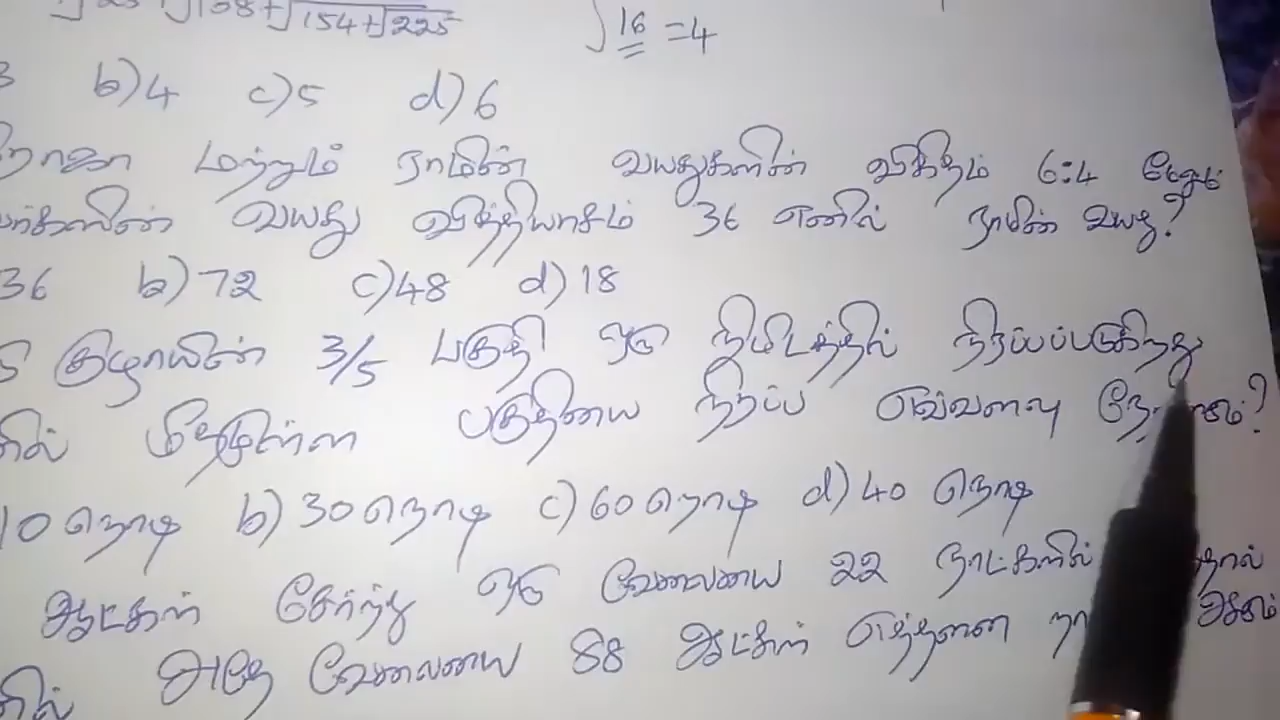 √108+√154+√225 √16 =4
3 b)4 c)5 d)6
ரோஜா மற்றும் ராமின் வயதுகளின் விகிதம் 6:4 மேலும்
வயது வித்தியாசம் 36 எனில் ராமின் வயது?
36 b)72 c)48 d)18
குழாயின் 3/5 பகுதி ஒரு நிமிடத்தில் நிரப்பப்படுகிறது
மீதமுள்ள பகுதியை நிரப்ப எவ்வளவு
10 நொடி b)30 நொடி c)60 நொடி d)40 நொடி
ஆட்கள் சேர்ந்து ஒரு வேலையை 22 நாட்களில்
அதே வேலையை 88 ஆட்கள் எத்தனை